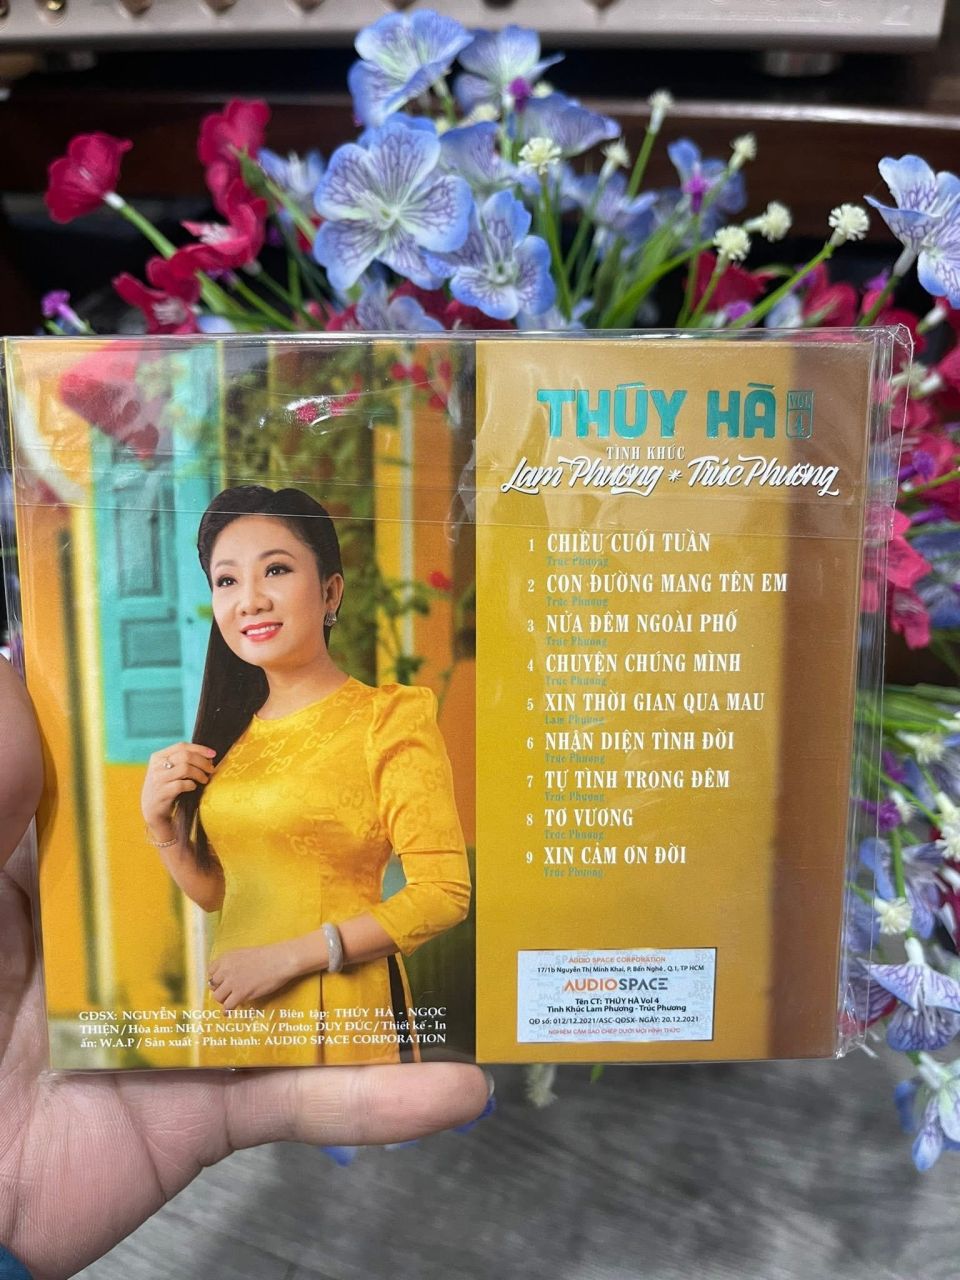 THÚY HÀ
VOL
4
TÌNH KHÚC
Lam Phương * Trúc Phương
1 CHIỀU CUỐI TUẦN
Trúc Phương
2 CON ĐƯỜNG MANG TÊN EM
Trúc Phương
3 NỬA ĐÊM NGOÀI PHỐ
Trúc Phương
4 CHUYỆN CHÚNG MÌNH
Trúc Phương
5 XIN THỜI GIAN QUA MAU
Lam Phương
6 NHẬN DIỆN TÌNH ĐỜI
Trúc Phương
7 TỰ TÌNH TRONG ĐÊM
Trúc Phương
8 TƠ VƯƠNG
Trúc Phương
9 XIN CẢM ƠN ĐỜI
Trúc Phương
GĐSX: NGUYỄN NGỌC THIỆN / Biên tập: THÚY HÀ - NGỌC
THIỆN / Hòa âm: NHẬT NGUYÊN / Photo: DUY ĐỨC / Thiết kế - In
ấn: W.A.P / Sản xuất - Phát hành: AUDIO SPACE CORPORATION
AUDIO SPACE CORPORATION
17/1b Nguyễn Thị Minh Khai, P. Bến Nghé, Q.1, TP HCM
AUDIOSPACE
Tên CT: THÚY HÀ Vol 4
Tình Khúc Lam Phương - Trúc Phương
QĐ số: 012/12/2021/ASC-QĐSX- NGÀY: 20.12.2021
NGHIÊM CẤM SAO CHÉP DƯỚI MỌI HÌNH THỨC